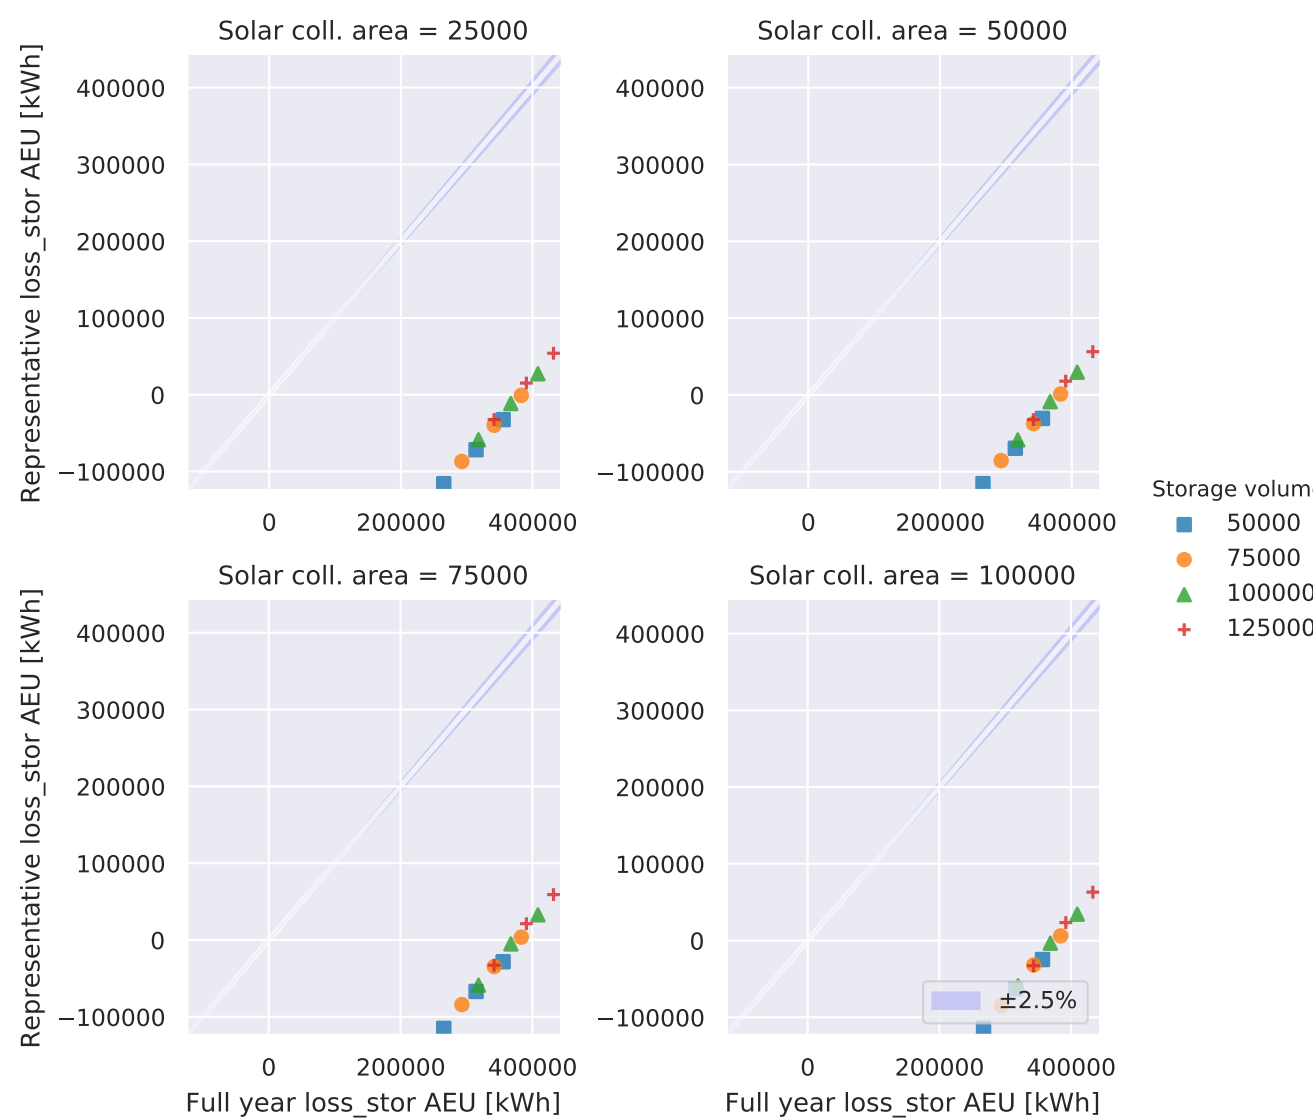 Solar coll. area = 25000
Solar coll. area = 50000
Representative loss_stor AEU [kWh]
400000
300000
200000
100000
0
−100000
0 200000 400000
400000
300000
200000
100000
0
−100000
0 200000 400000
Storage volum
50000
75000
100000
125000
Solar coll. area = 75000
Solar coll. area = 100000
Representative loss_stor AEU [kWh]
400000
300000
200000
100000
0
−100000
0 200000 400000
Full year loss_stor AEU [kWh]
400000
300000
200000
100000
0
−100000
±2.5%
0 200000 400000
Full year loss_stor AEU [kWh]